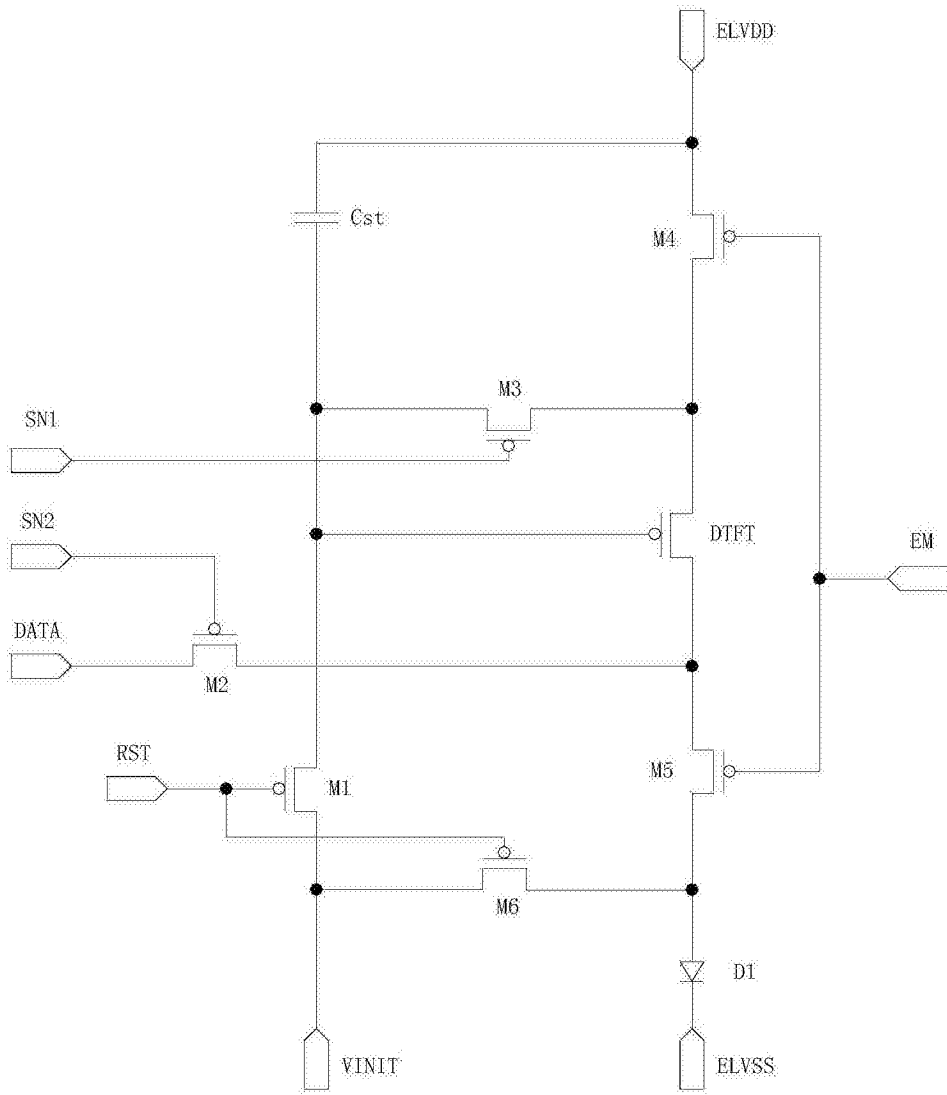 ELVDD
Cst
M4
M3
SN1
SN2
DTFT
EM
DATA
M2
RST
M1
M5
M6
D1
VINIT
ELVSS